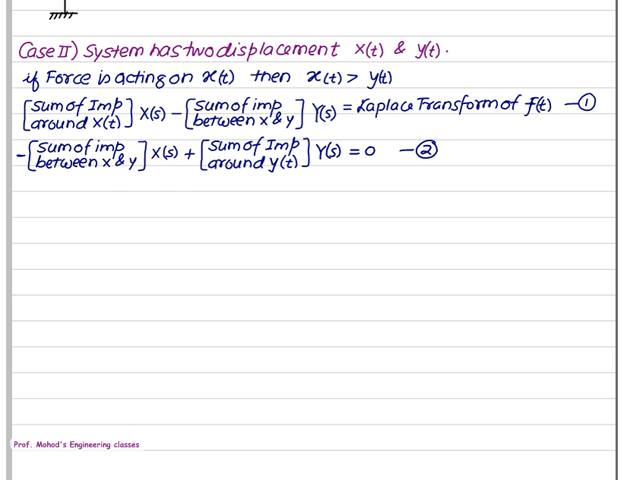 Case II) System has two displacement x(t) & y(t).
if Force is acting on x(t) then x(t) > y(t)
[Sum of Imp around x(t)] X(s) - [Sum of imp between x & y] Y(s) = Laplace Transform of f(t) —①
-[Sum of imp between x & y] X(s) + [Sum of Imp around y(t)] Y(s) = 0 —②
Prof. Mohod's Engineering classes